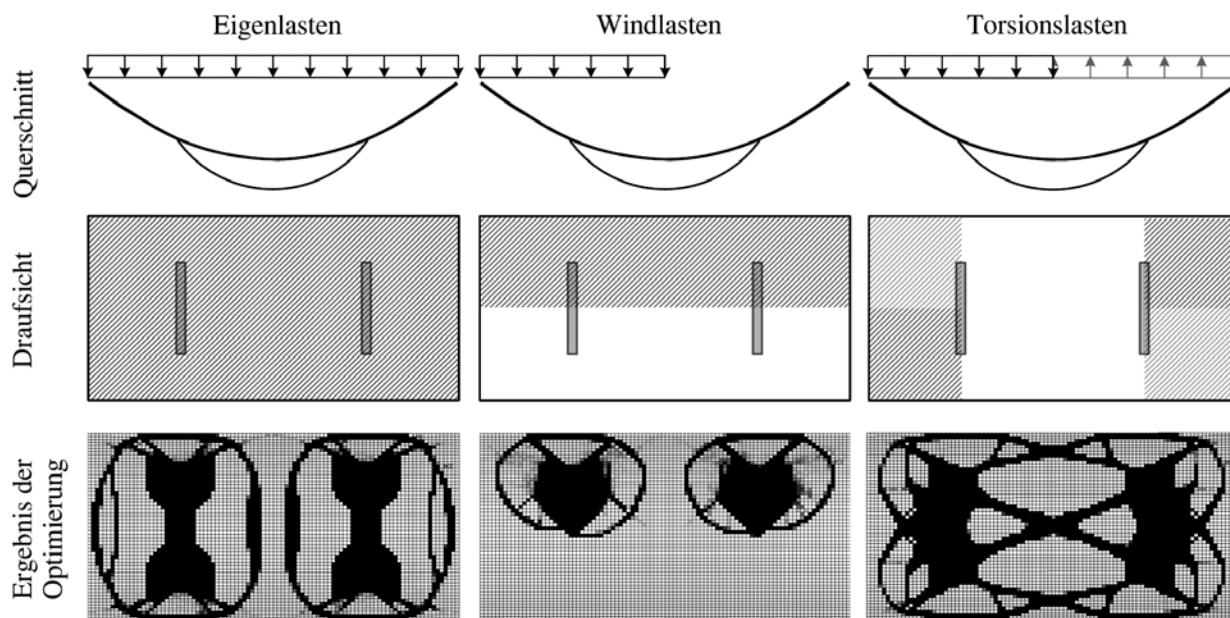 Eigenlasten
Windlasten
Torsionslasten
Querschnitt
Draufsicht
Ergebnis der
Optimierung